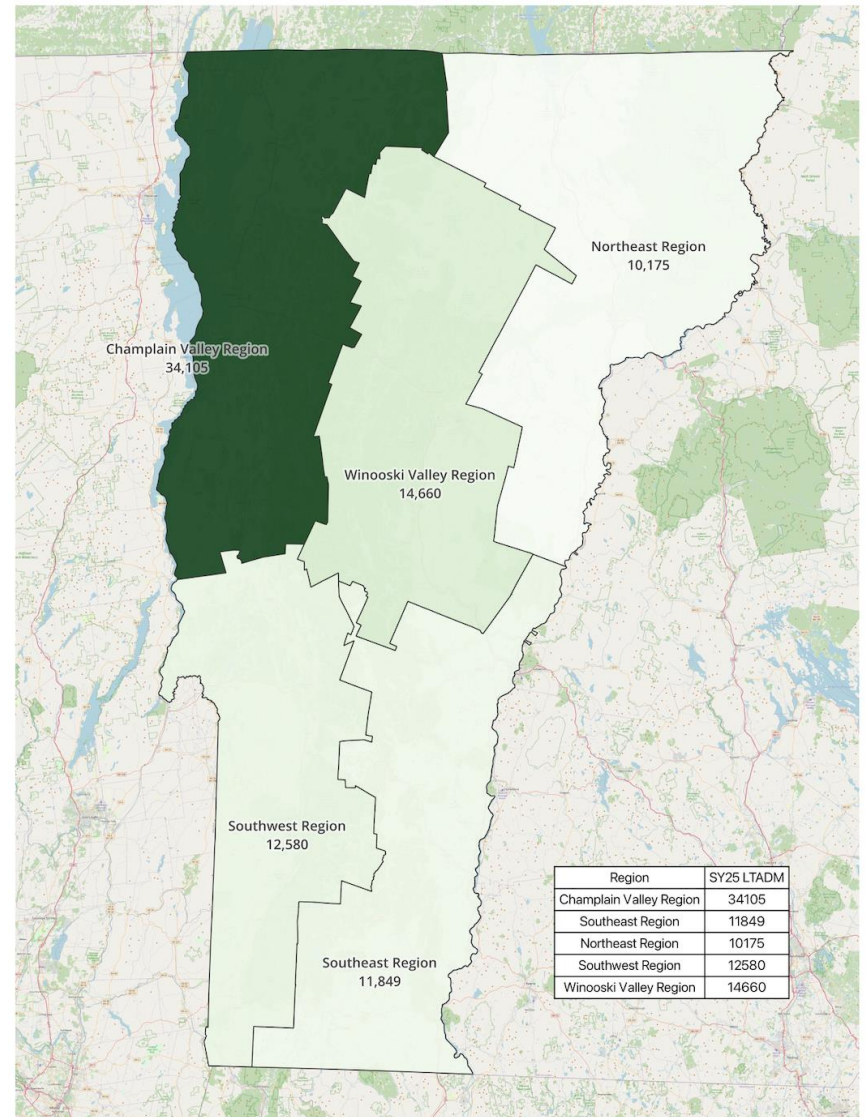 Northeast Region
10,175
Champlain Valley Region
34,105
Winooski Valley Region
14,660
Southwest Region
12,580
Southeast Region
11,849
Region SY25 LTADM
Champlain Valley Region 34105
Southeast Region 11849
Northeast Region 10175
Southwest Region 12580
Winooski Valley Region 14660